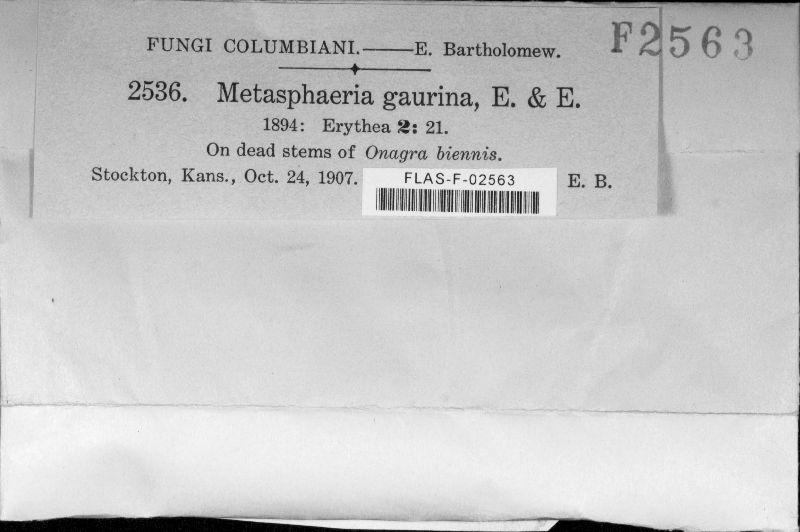 FUNGI COLUMBIANI.——E. Bartholomew.
F2563
2536. Metasphaeria gaurina, E. & E.
1894: Erythea 2: 21.
On dead stems of Onagra biennis.
Stockton, Kans., Oct. 24, 1907. E. B.
FLAS-F-02563